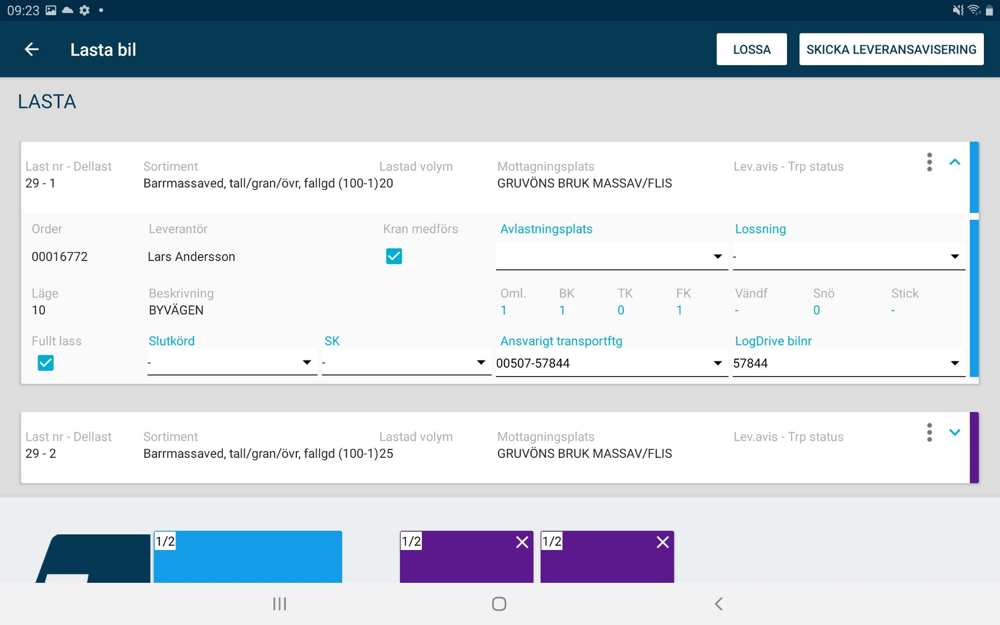 09:23
Lasta bil
LOSSA
SKICKA LEVERANSAVISERING
LASTA
Last nr - Dellast Sortiment Lastad volym Mottagningsplats Lev.avis - Trp status
29 - 1 Barrmassaved, tall/gran/övr, fallgd (100-1) 20 GRUVÖNS BRUK MASSAV/FLIS
Order Leverantör Kran medförs Avlastningsplats Lossning
00016772 Lars Andersson -
Läge Beskrivning Oml. BK TK FK Vändf Snö Stick
10 BYVÄGEN 1 1 0 1 - 0 -
Fullt lass Slutkörd SK Ansvarigt transportftg LogDrive bilnr
- - 00507-57844 57844
Last nr - Dellast Sortiment Lastad volym Mottagningsplats Lev.avis - Trp status
29 - 2 Barrmassaved, tall/gran/övr, fallgd (100-1) 25 GRUVÖNS BRUK MASSAV/FLIS
1/2 1/2 1/2